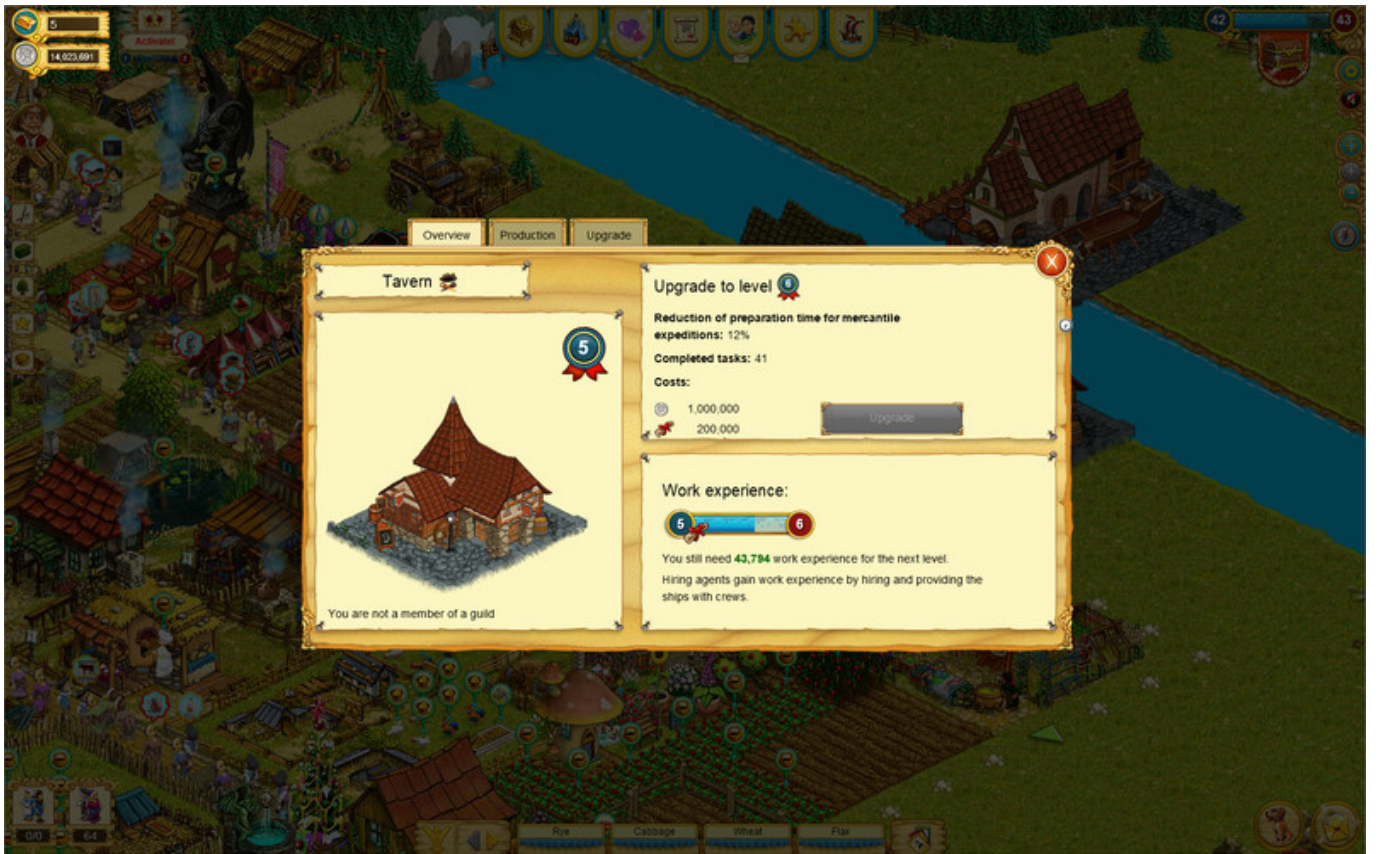 5
14,023,691
Activate!
42
43
Overview
Production
Upgrade
X
Tavern
5
You are not a member of a guild
Upgrade to level 6
Reduction of preparation time for mercantile
expeditions: 12%
Completed tasks: 41
Costs:
1,000,000
200,000
Upgrade
Work experience:
5
6
You still need 43,794 work experience for the next level.
Hiring agents gain work experience by hiring and providing the
ships with crews.
0/0
64
Rye
Cabbage
Wheat
Flax